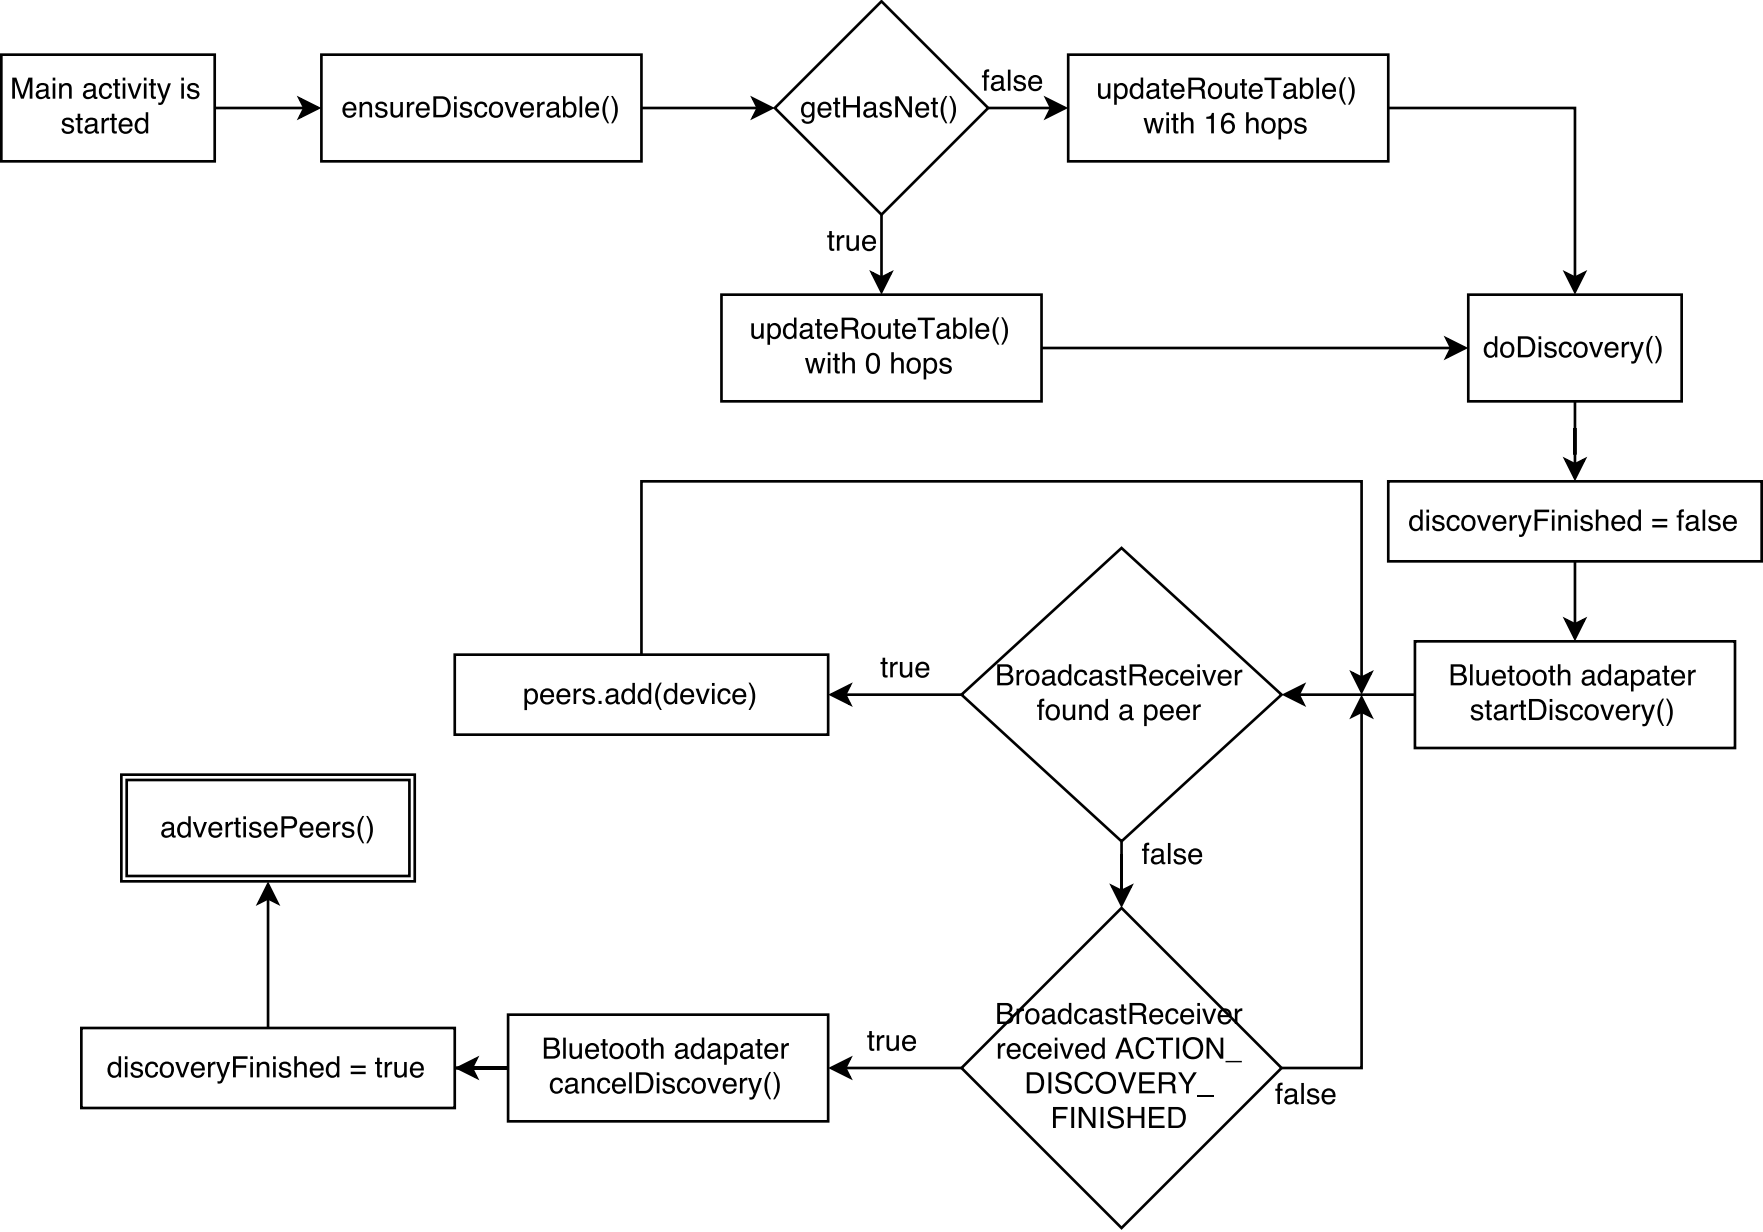 Main activity is
started
ensureDiscoverable()
getHasNet()
false
updateRouteTable()
with 16 hops
true
updateRouteTable()
with 0 hops
doDiscovery()
discoveryFinished = false
Bluetooth adapater
startDiscovery()
BroadcastReceiver
found a peer
true
peers.add(device)
false
advertisePeers()
BroadcastReceiver
received ACTION_
DISCOVERY_
FINISHED
false
true
Bluetooth adapater
cancelDiscovery()
discoveryFinished = true